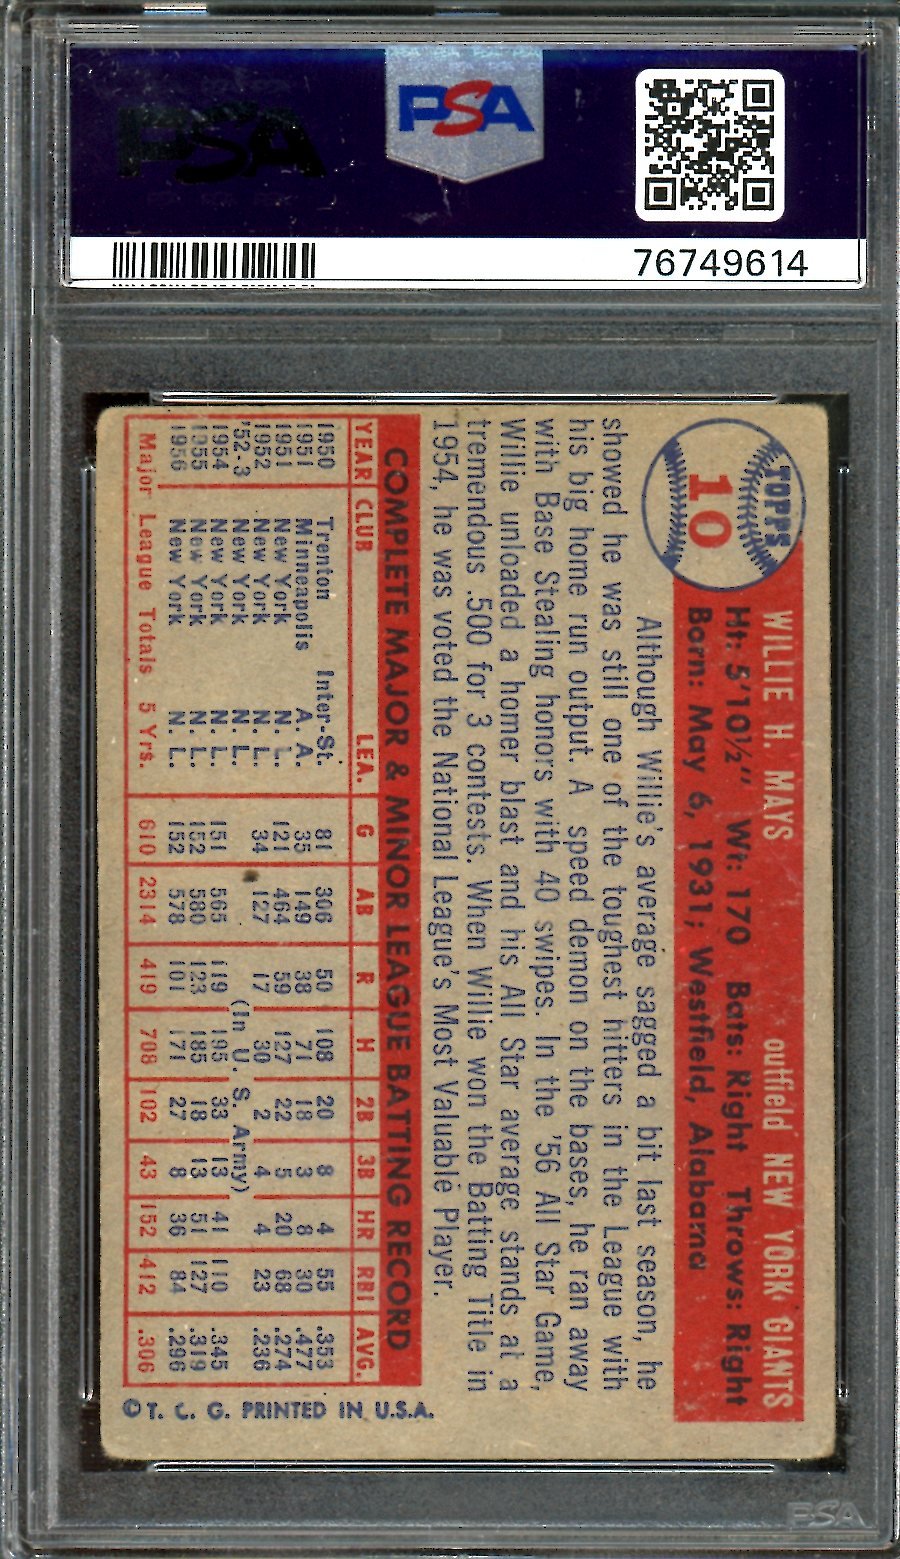 PSA
PSA
76749614
TOPPS
10
WILLIE H. MAYS outfield NEW YORK GIANTS
Ht: 5'10½" Wt: 170 Bats: Right Throws: Right
Born: May 6, 1931; Westfield, Alabama
Although Willie's average sagged a bit last season, he
showed he was still one of the toughest hitters in the League with
his big home run output. A speed demon on the bases, he ran away
with Base Stealing honors with 40 swipes. In the '56 All Star Game,
Willie unloaded a homer blast and his All Star average stands at a
tremendous .500 for 3 contests. When Willie won the Batting Title in
1954, he was voted the National League's Most Valuable Player.
COMPLETE MAJOR & MINOR LEAGUE BATTING RECORD
YEAR CLUB LEA. G AB R H 2B 3B HR RBI AVG.
1950 Trenton Inter-St. 81 306 50 108 20 8 4 55 .353
1951 Minneapolis A. A. 35 149 38 71 18 3 8 30 .477
1951 New York N. L. 121 464 59 127 22 5 20 68 .274
1952 New York N. L. 34 127 17 30 2 4 4 23 .236
'52-3 New York N. L. (In U. S. Army)
1954 New York N. L. 151 565 119 195 33 13 41 110 .345
1955 New York N. L. 152 580 123 185 18 13 51 127 .319
1956 New York N. L. 152 578 101 171 27 8 36 84 .296
Major League Totals 5 Yrs. 610 2314 419 708 102 43 152 412 .306
© T. C. G. PRINTED IN U.S.A.
PSA